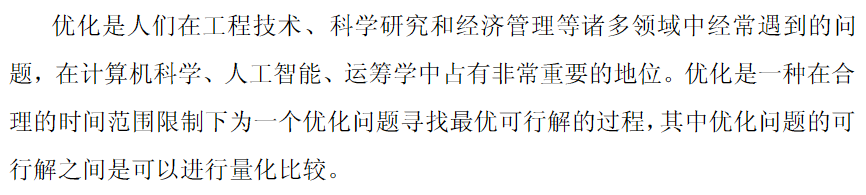 优化是人们在工程技术、科学研究和经济管理等诸多领域中经常遇到的问
题，在计算机科学、人工智能、运筹学中占有非常重要的地位。优化是一种在合
理的时间范围限制下为一个优化问题寻找最优可行解的过程，其中优化问题的可
行解之间是可以进行量化比较。